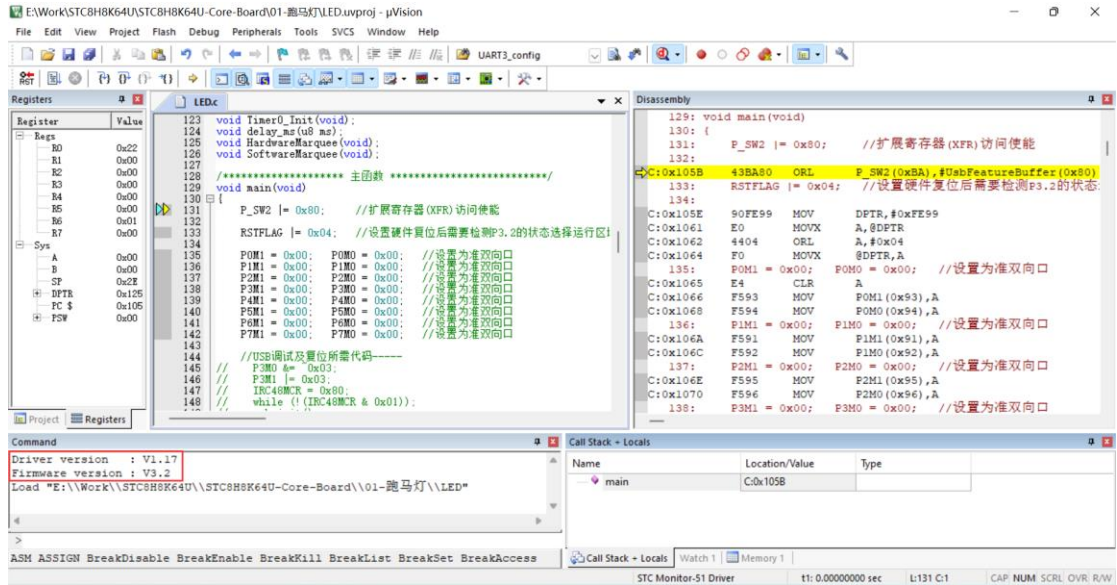 E:\Work\STC8H8K64U\STC8H8K64U-Core-Board\01-跑马灯\LED.uvproj - µVision
File Edit View Project Flash Debug Peripherals Tools SVCS Window Help
UART3_config
Registers
Register Value
Regs
R0 0x22
R1 0x00
R2 0x00
R3 0x00
R4 0x00
R5 0x00
R6 0x01
R7 0x00
Sys
A 0x00
B 0x00
SP 0x2E
DPTR 0x125
PC $ 0x105
PSW 0x00
Project Registers
LED.c
123 void Timer0_Init(void);
124 void delay_ms(u8 ms);
125 void HardwareMarquee(void);
126 void SoftwareMarquee(void);
127
128 /******************** 主函数 **************************/
129 void main(void)
130 {
131 P_SW2 |= 0x80; //扩展寄存器(XFR)访问使能
132
133 RSTFLAG |= 0x04; //设置硬件复位后需要检测P3.2的状态选择运行区
134
135 P0M1 = 0x00; P0M0 = 0x00; //设置为准双向口
136 P1M1 = 0x00; P1M0 = 0x00; //设置为准双向口
137 P2M1 = 0x00; P2M0 = 0x00; //设置为准双向口
138 P3M1 = 0x00; P3M0 = 0x00; //设置为准双向口
139 P4M1 = 0x00; P4M0 = 0x00; //设置为准双向口
140 P5M1 = 0x00; P5M0 = 0x00; //设置为准双向口
141 P6M1 = 0x00; P6M0 = 0x00; //设置为准双向口
142 P7M1 = 0x00; P7M0 = 0x00; //设置为准双向口
143
144 //USB调试及复位所需代码-----
145 // P3M0 &= ~0x03;
146 // P3M1 |= 0x03;
147 // IRC48MCR = 0x80;
148 // while (!(IRC48MCR & 0x01));
Disassembly
129: void main(void)
130: {
131: P_SW2 |= 0x80; //扩展寄存器(XFR)访问使能
132:
C:0x105B 43BA80 ORL P_SW2(0xBA),#UsbFeatureBuffer(0x80)
133: RSTFLAG |= 0x04; //设置硬件复位后需要检测P3.2的状态
134:
C:0x105E 90FE99 MOV DPTR,#0xFE99
C:0x1061 E0 MOVX A,@DPTR
C:0x1062 4404 ORL A,#0x04
C:0x1064 F0 MOVX @DPTR,A
135: P0M1 = 0x00; P0M0 = 0x00; //设置为准双向口
C:0x1065 E4 CLR A
C:0x1066 F593 MOV P0M1(0x93),A
C:0x1068 F594 MOV P0M0(0x94),A
136: P1M1 = 0x00; P1M0 = 0x00; //设置为准双向口
C:0x106A F591 MOV P1M1(0x91),A
C:0x106C F592 MOV P1M0(0x92),A
137: P2M1 = 0x00; P2M0 = 0x00; //设置为准双向口
C:0x106E F595 MOV P2M1(0x95),A
C:0x1070 F596 MOV P2M0(0x96),A
138: P3M1 = 0x00; P3M0 = 0x00; //设置为准双向口
Command
Driver version : V1.17
Firmware version : V3.2
Load "E:\\Work\\STC8H8K64U\\STC8H8K64U-Core-Board\\01-跑马灯\\LED"
>
ASM ASSIGN BreakDisable BreakEnable BreakKill BreakList BreakSet BreakAccess
Call Stack + Locals
Name Location/Value Type
main C:0x105B
Call Stack + Locals Watch 1 Memory 1
STC Monitor-51 Driver t1: 0.00000000 sec L:131 C:1 CAP NUM SCRL OVR R/W